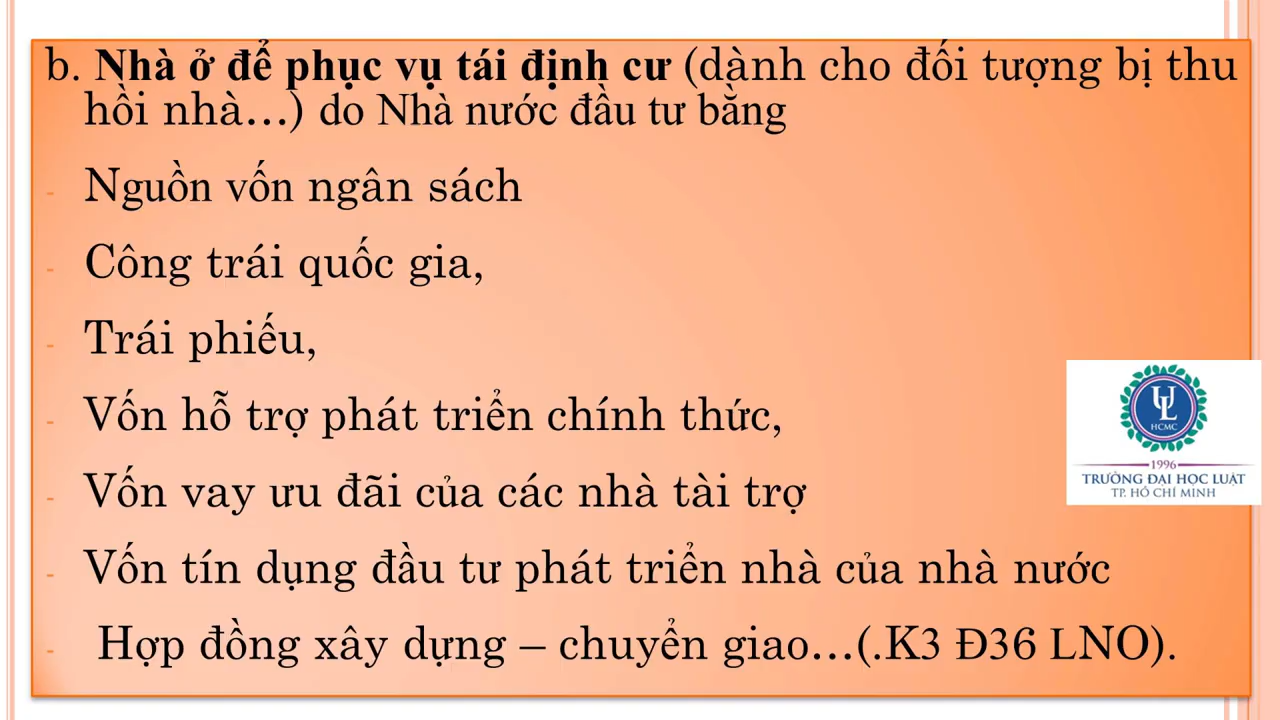 b. Nhà ở để phục vụ tái định cư (dành cho đối tượng bị thu
hồi nhà...) do Nhà nước đầu tư bằng
- Nguồn vốn ngân sách
- Công trái quốc gia,
- Trái phiếu,
- Vốn hỗ trợ phát triển chính thức,
- Vốn vay ưu đãi của các nhà tài trợ
- Vốn tín dụng đầu tư phát triển nhà của nhà nước
- Hợp đồng xây dựng – chuyển giao...(.K3 Đ36 LNO).
UL
HCMC
1996
TRƯỜNG ĐẠI HỌC LUẬT
TP. HỒ CHÍ MINH